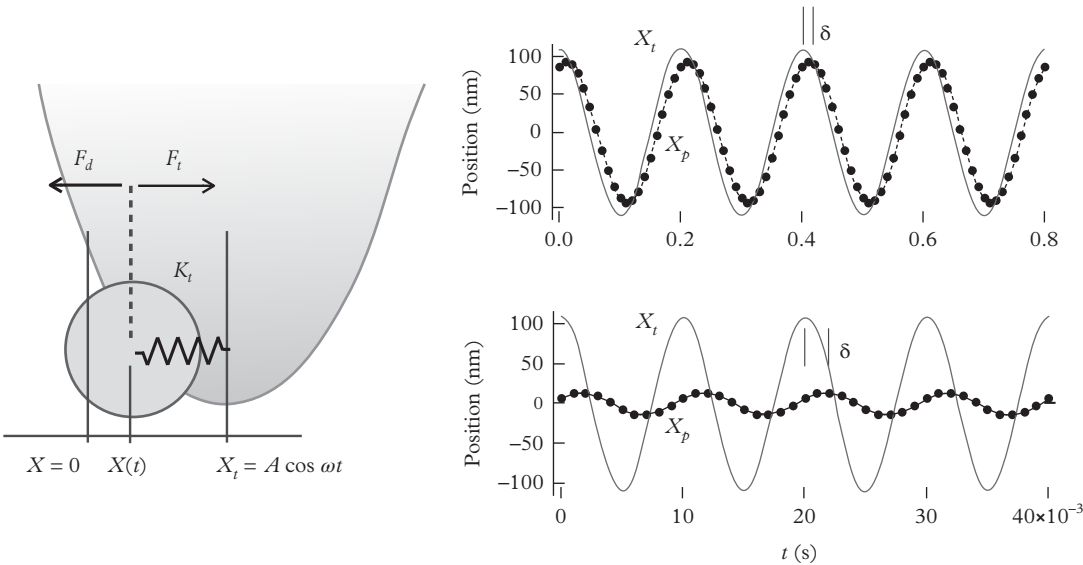 F_d
F_t
K_t
X = 0
X(t)
X_t = A cos ωt
δ
X_t
Position (nm)
100
50
0
−50
−100
X_p
0.0
0.2
0.4
0.6
0.8
X_t
δ
Position (nm)
100
50
0
−50
−100
X_p
0
10
20
30
40×10⁻³
t (s)